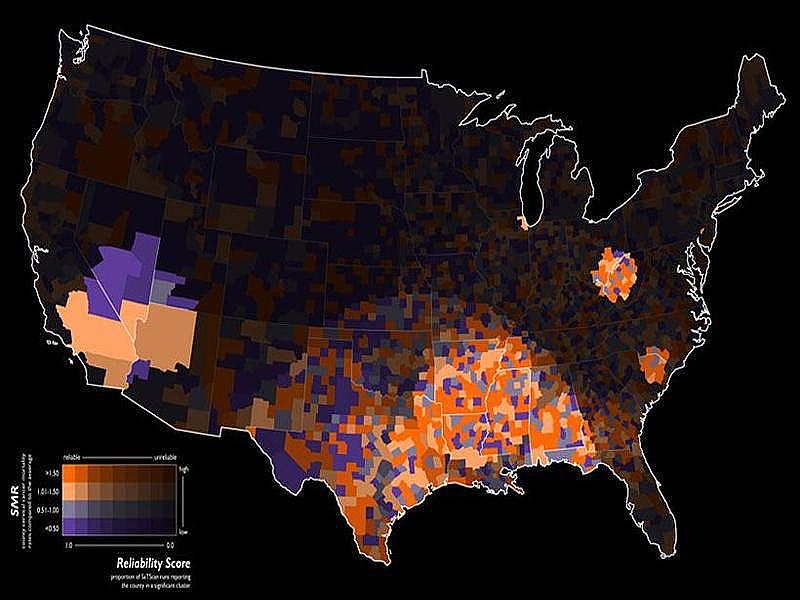 reliable
unreliable
SMR
county cervical cancer mortality
rates compared to the average
>1.50
1.01-1.50
0.51-1.00
<0.50
high
low
1.0
0.0
Reliability Score
proportion of SaTScan runs reporting
the county in a significant cluster